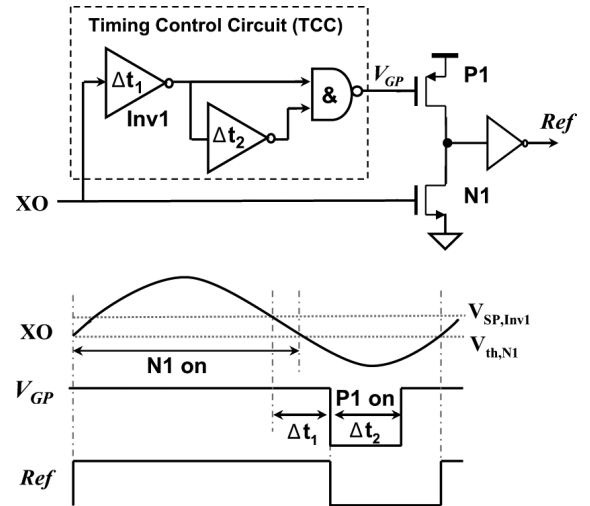 Timing Control Circuit (TCC)
Δt1
Inv1
Δt2
&
VGP
P1
Ref
XO
N1
XO
VSP,Inv1
Vth,N1
N1 on
VGP
P1 on
Δt1
Δt2
Ref